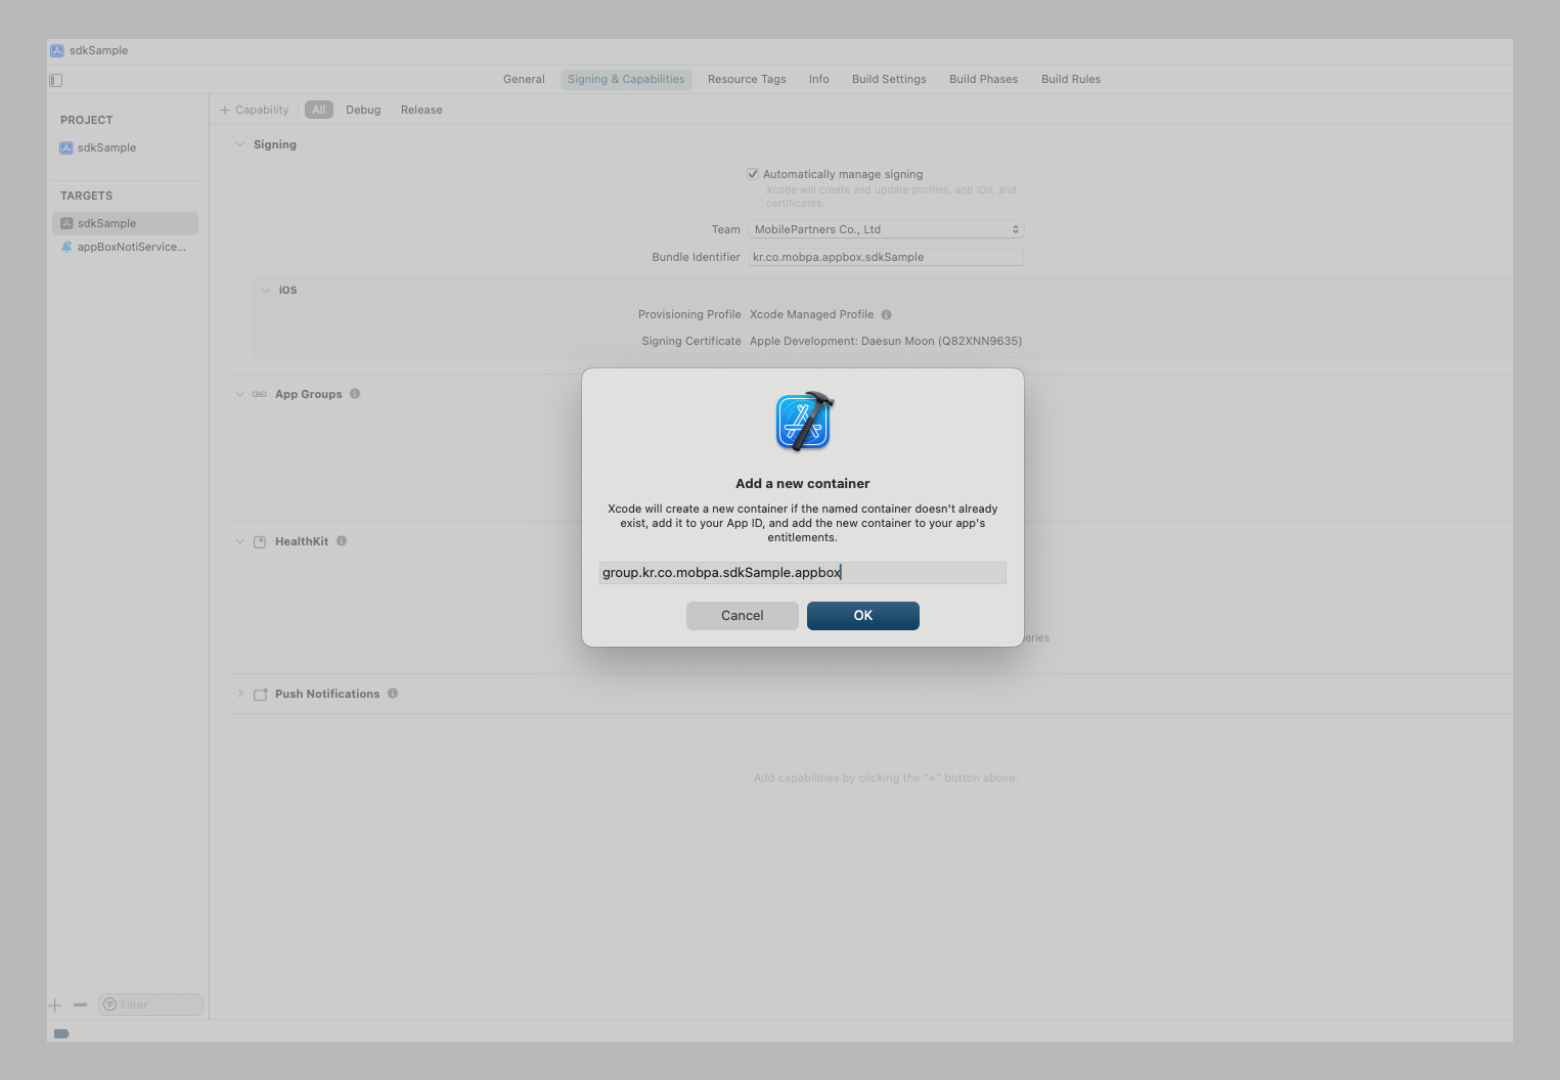 sdkSample
General Signing & Capabilities Resource Tags Info Build Settings Build Phases Build Rules
PROJECT
sdkSample
TARGETS
sdkSample
appBoxNotiService...
+ Capability All Debug Release
Signing
Automatically manage signing
Xcode will create and update profiles, app IDs, and
certificates.
Team MobilePartners Co., Ltd
Bundle Identifier kr.co.mobpa.appbox.sdkSample
iOS
Provisioning Profile Xcode Managed Profile
Signing Certificate Apple Development: Daesun Moon (Q82XNN9635)
App Groups
Add a new container
Xcode will create a new container if the named container doesn't already
exist, add it to your App ID, and add the new container to your app's
entitlements.
group.kr.co.mobpa.sdkSample.appbox
Cancel OK
HealthKit
eries
Push Notifications
Add capabilities by clicking the "+" button above.
Filter